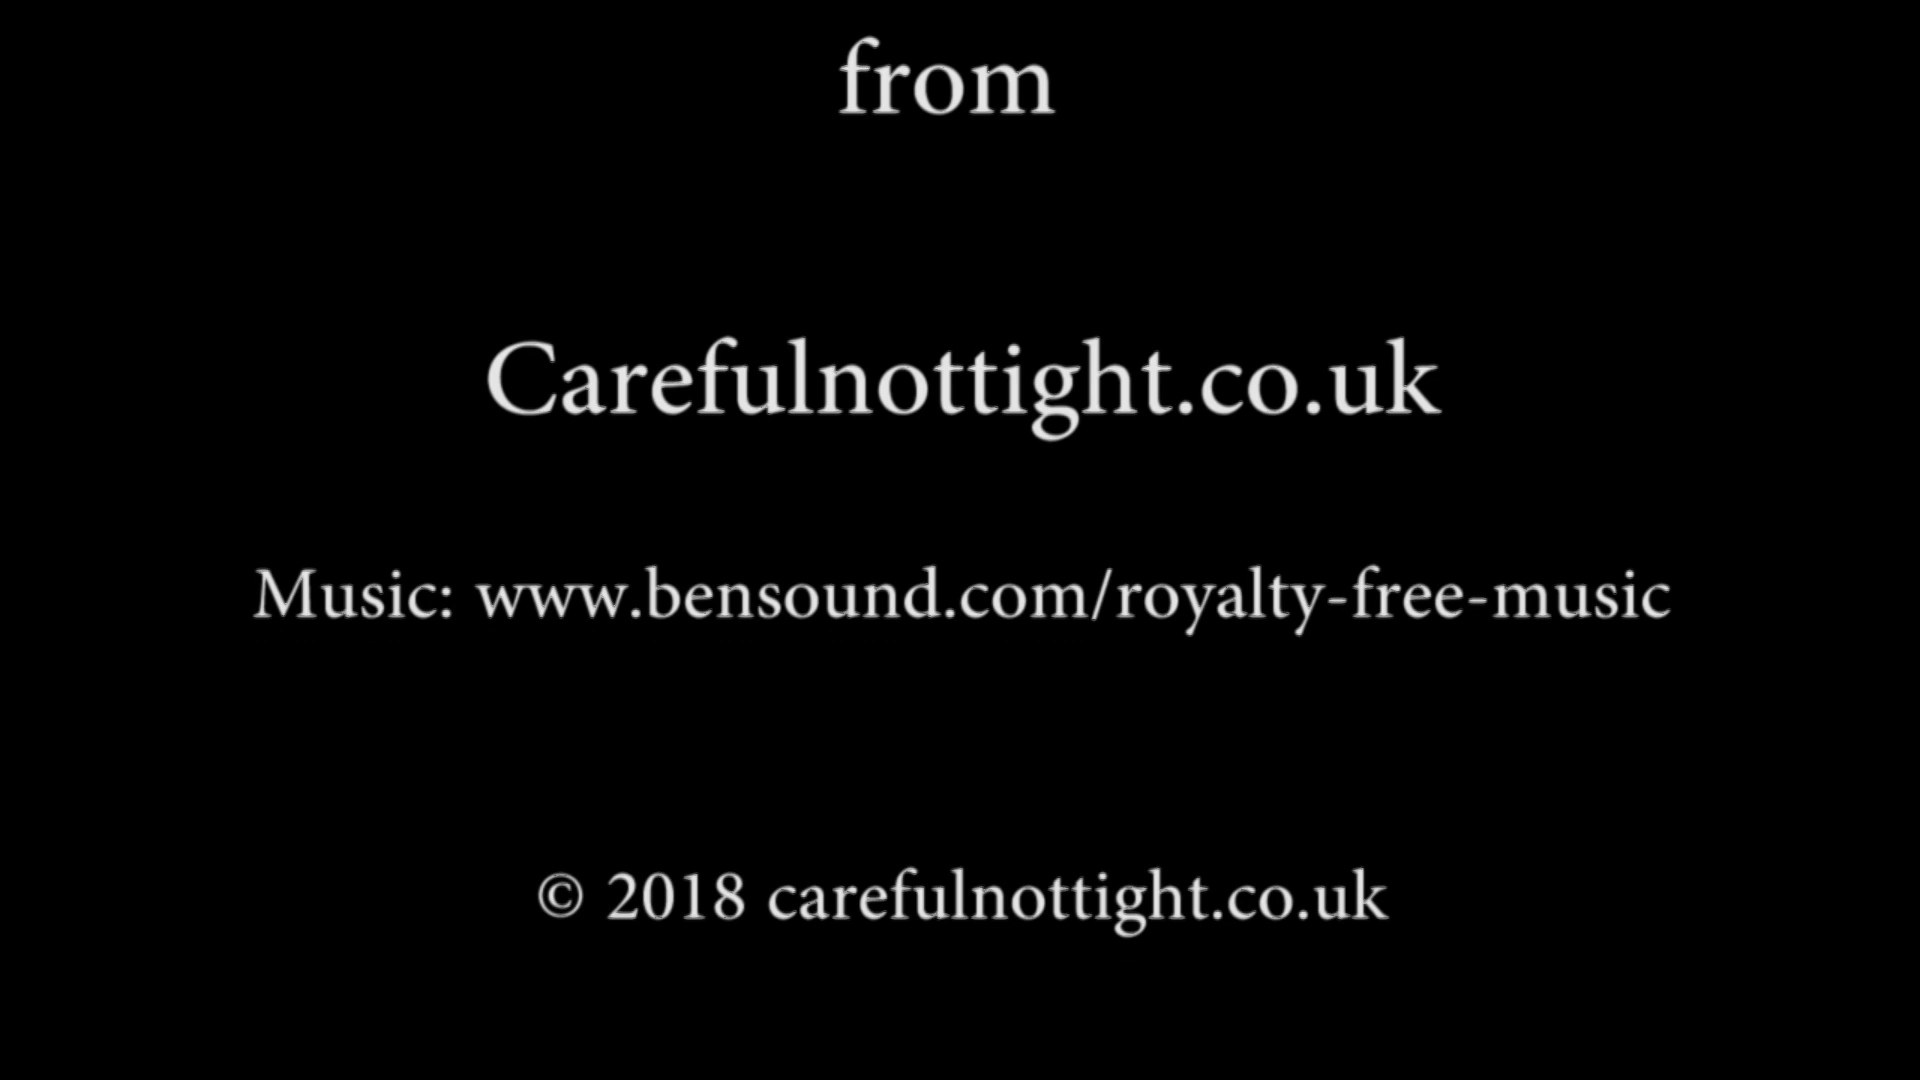 from
Carefulnottight.co.uk
Music: www.bensound.com/royalty-free-music
© 2018 carefulnottight.co.uk